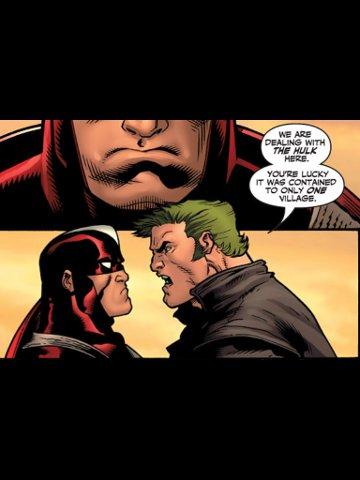 WE ARE
DEALING WITH
THE HULK
HERE.
YOU'RE LUCKY
IT WAS CONTAINED
TO ONLY ONE
VILLAGE.